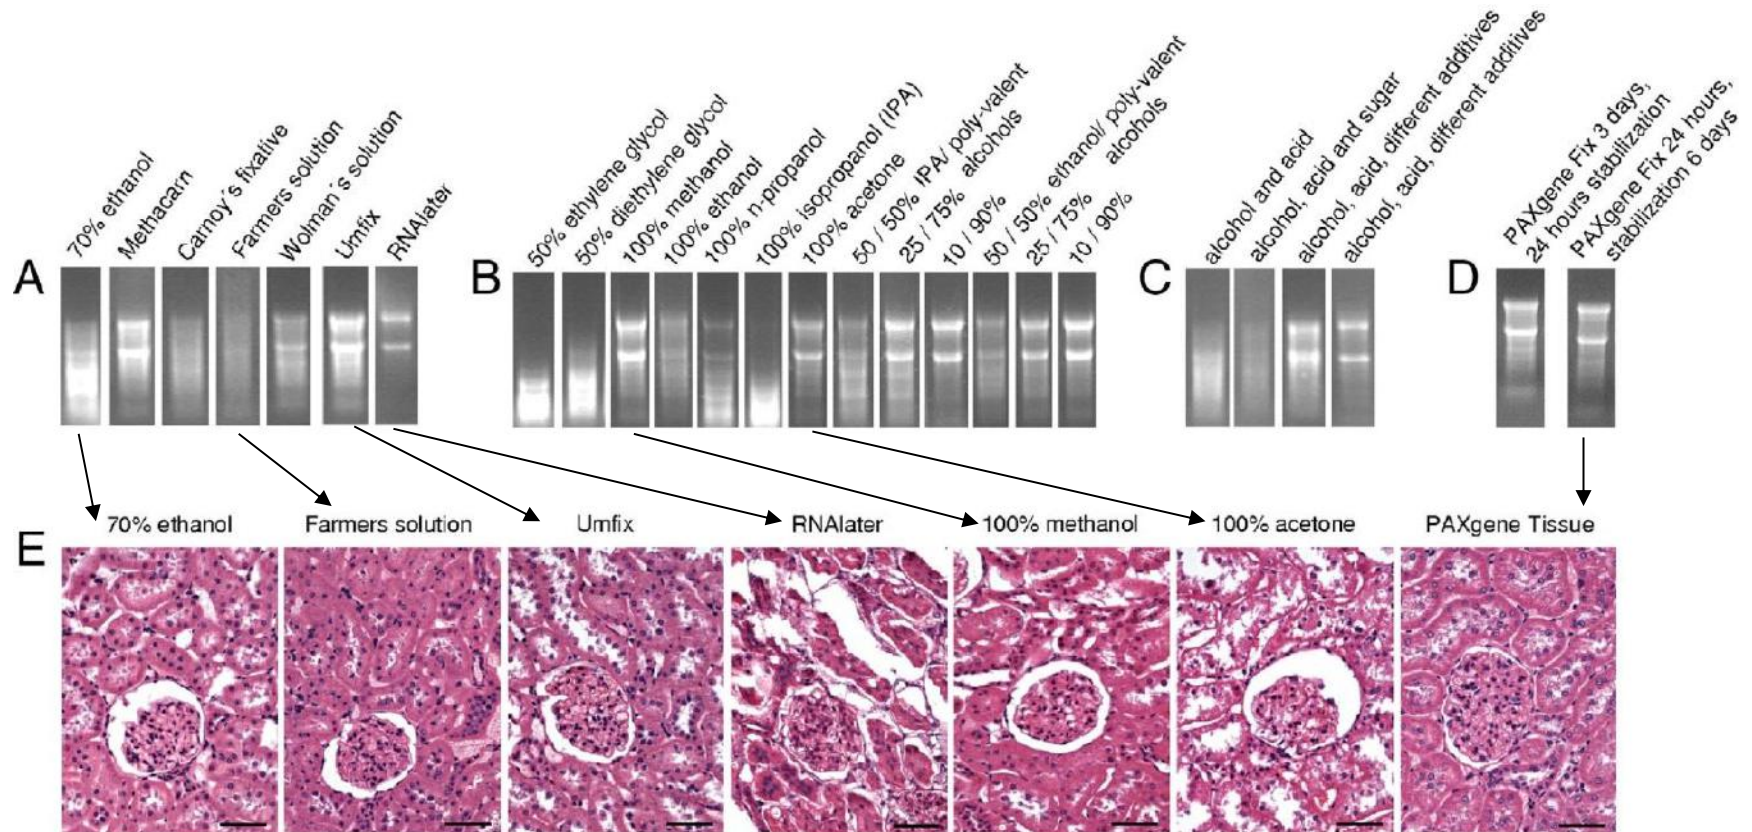 A
70% ethanol
Methacarn
Carnoy´s fixative
Farmers solution
Wolman´s solution
Umfix
RNAlater
B
50% ethylene glycol
50% diethylene glycol
100% methanol
100% ethanol
100% n-propanol
100% isopropanol (IPA)
100% acetone
50 / 50% IPA/ poly-valent
alcohols
25 / 75%
10 / 90%
50 / 50% ethanol/ poly-valent
alcohols
25 / 75%
10 / 90%
C
alcohol and acid
alcohol, acid and sugar
alcohol, acid, different additives
alcohol, acid, different additives
D
PAXgene Fix 3 days,
24 hours stabilization
PAXgene Fix 24 hours,
stabilization 6 days
E
70% ethanol
Farmers solution
Umfix
RNAlater
100% methanol
100% acetone
PAXgene Tissue